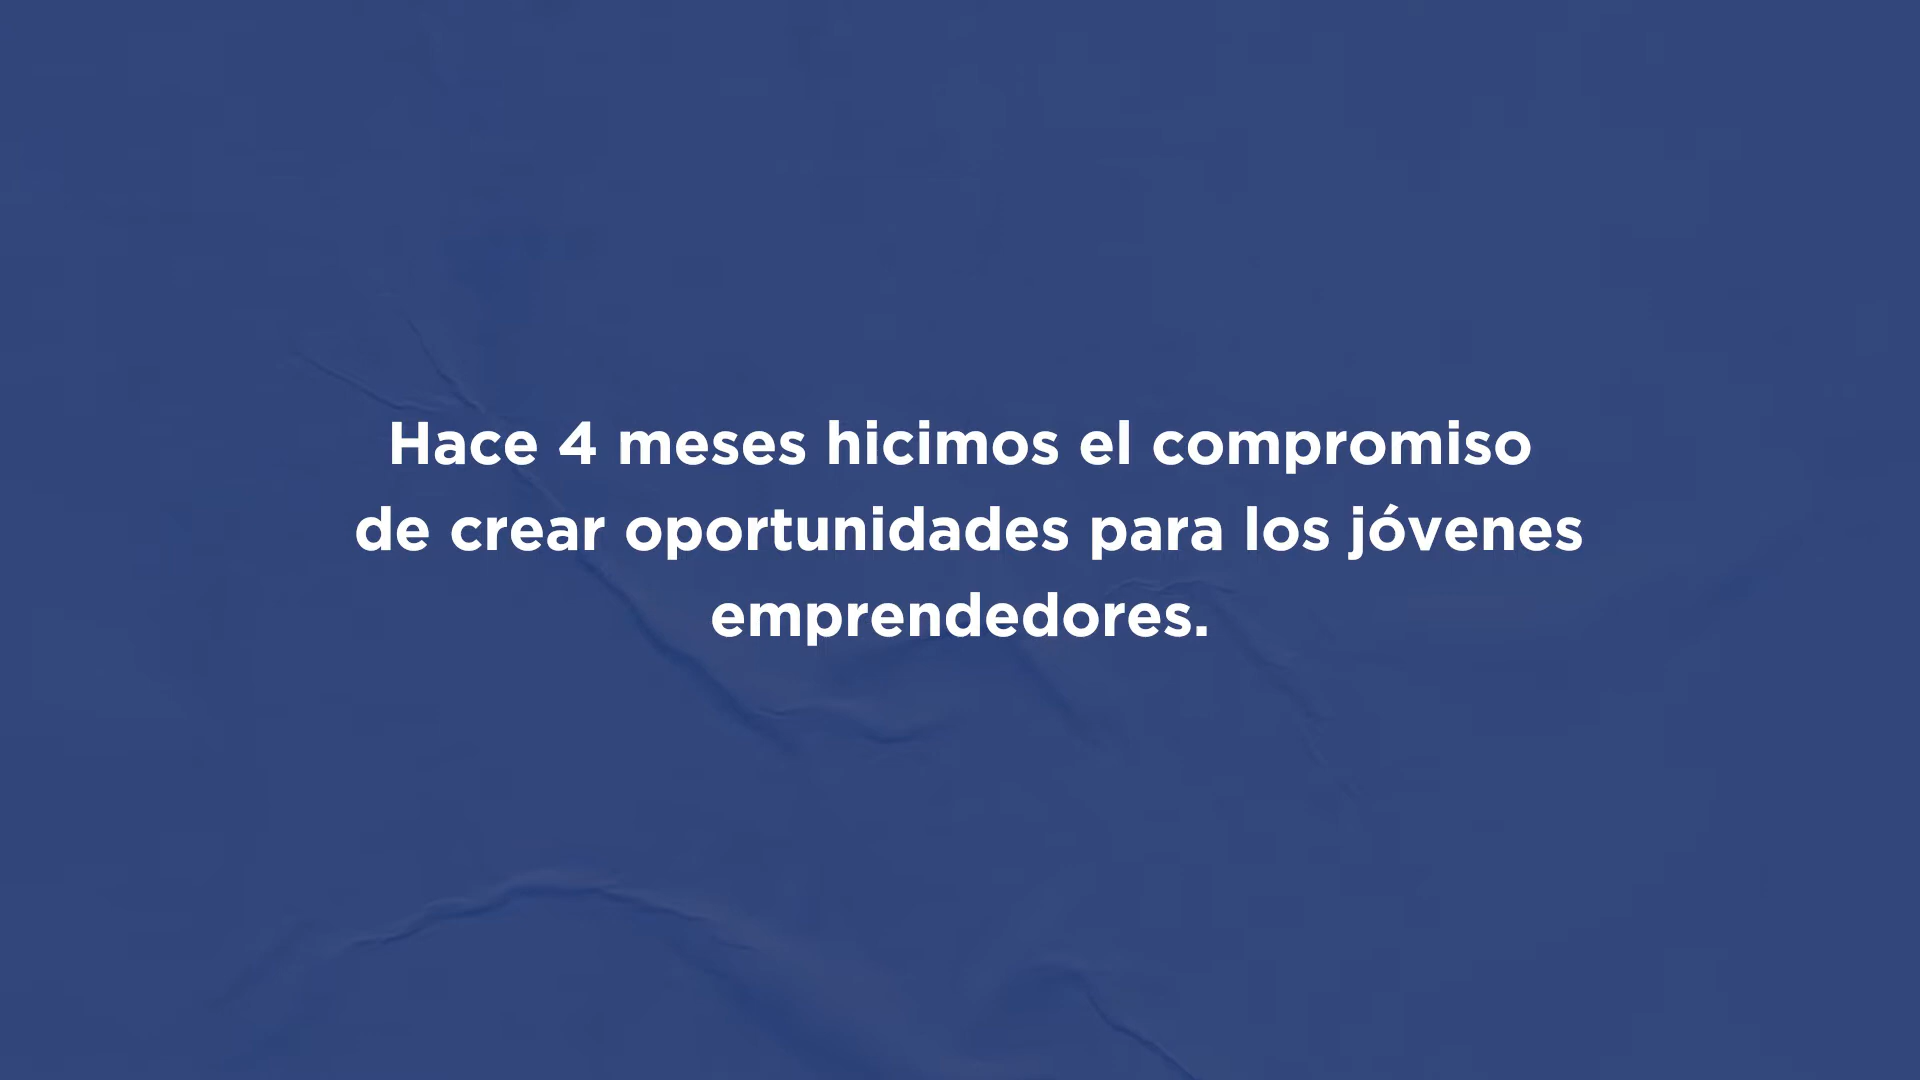 Hace 4 meses hicimos el compromiso
de crear oportunidades para los jóvenes
emprendedores.